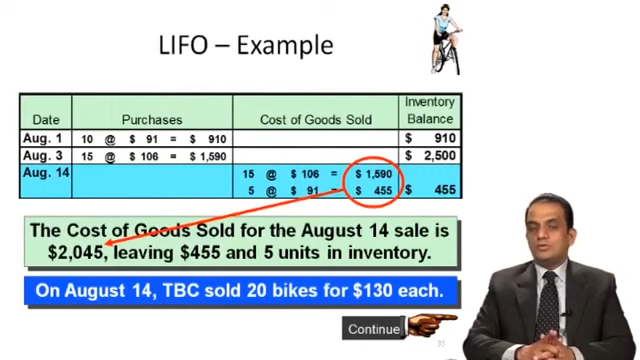 LIFO – Example
Date Purchases Cost of Goods Sold Inventory Balance
Aug. 1 10 @ $ 91 = $ 910 $ 910
Aug. 3 15 @ $ 106 = $ 1,590 $ 2,500
Aug. 14 15 @ $ 106 = $ 1,590
5 @ $ 91 = $ 455 $ 455
The Cost of Goods Sold for the August 14 sale is
$2,045, leaving $455 and 5 units in inventory.
On August 14, TBC sold 20 bikes for $130 each.
Continue
35